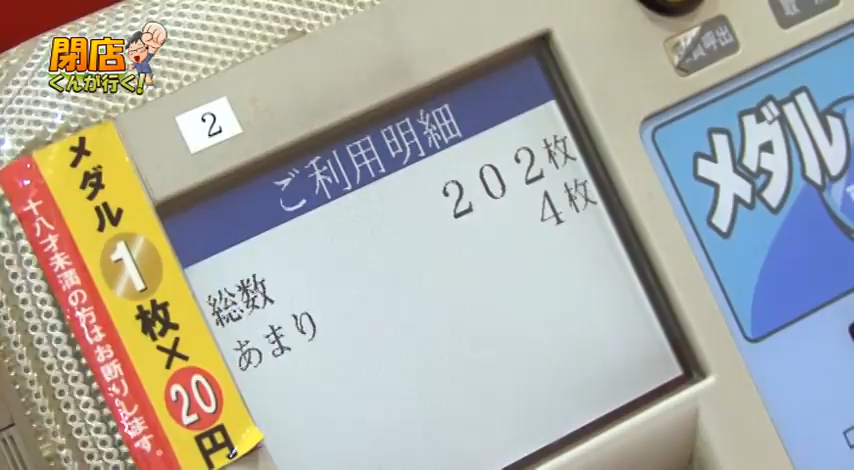 閉店
くんが行く!
2
ご利用明細
202枚
4枚
総数
あまり
メダル
1
枚×
20
円
十八才未満の方はお断りします。
呼出
メダル